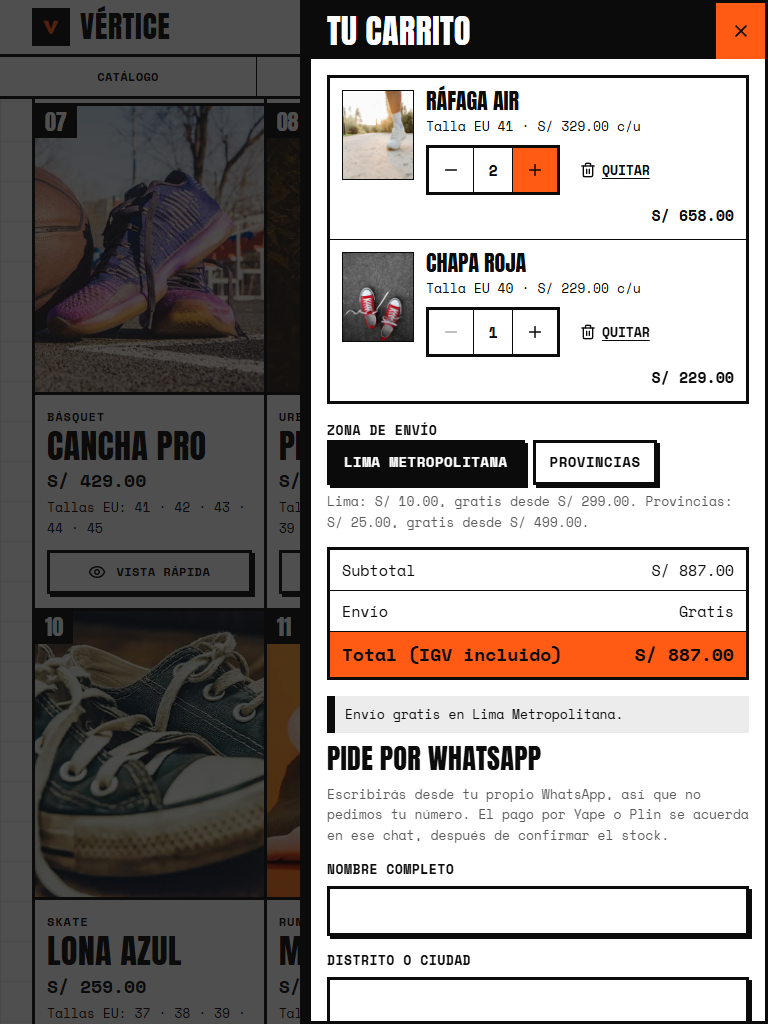 VÉRTICE
CATÁLOGO
07
08
BÁSQUET
CANCHA PRO
S/ 429.00
Tallas EU: 41 · 42 · 43 ·
44 · 45
VISTA RÁPIDA
S/
39
10
11
SKATE
LONA AZUL
S/ 259.00
Tallas EU: 37 · 38 · 39 ·
S/
TU CARRITO
RÁFAGA AIR
Talla EU 41 · S/ 329.00 c/u
2
QUITAR
S/ 658.00
CHAPA ROJA
Talla EU 40 · S/ 229.00 c/u
1
QUITAR
S/ 229.00
ZONA DE ENVÍO
LIMA METROPOLITANA
PROVINCIAS
Lima: S/ 10.00, gratis desde S/ 299.00. Provincias:
S/ 25.00, gratis desde S/ 499.00.
Subtotal S/ 887.00
Envío Gratis
Total (IGV incluido) S/ 887.00
Envío gratis en Lima Metropolitana.
PIDE POR WHATSAPP
Escribirás desde tu propio WhatsApp, así que no
pedimos tu número. El pago por Yape o Plin se acuerda
en ese chat, después de confirmar el stock.
NOMBRE COMPLETO
DISTRITO O CIUDAD